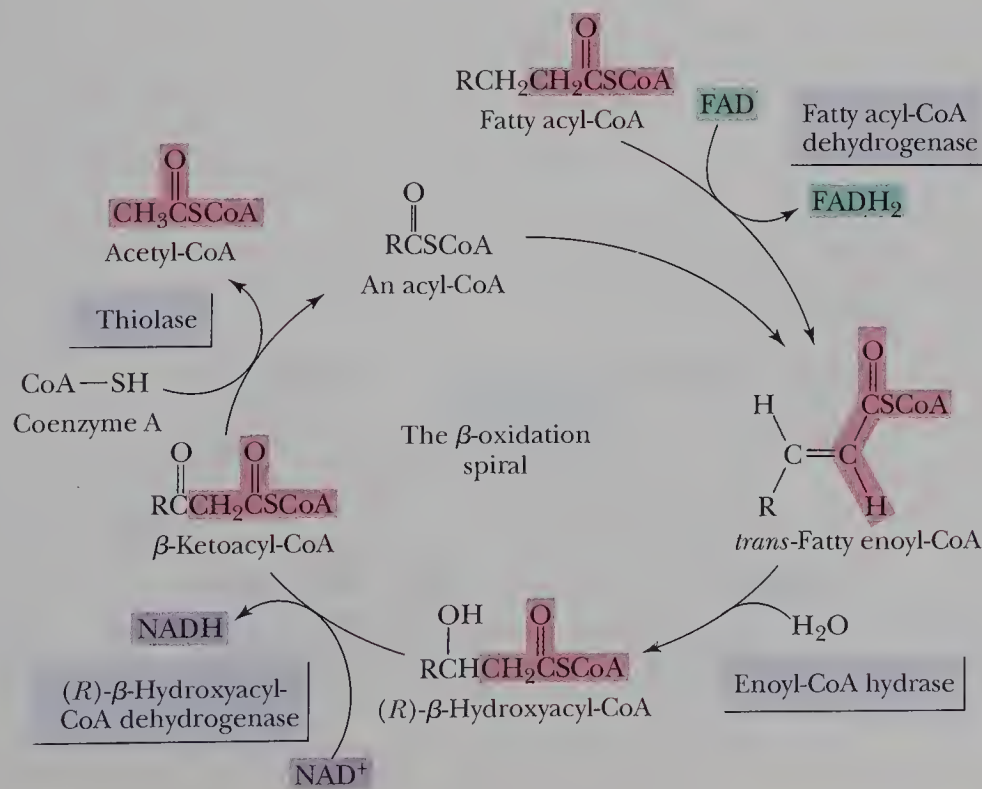 O
RCH₂CH₂CSCoA
Fatty acyl-CoA
FAD
Fatty acyl-CoA
dehydrogenase
FADH₂
O
CH₃CSCoA
Acetyl-CoA
O
RCSCoA
An acyl-CoA
Thiolase
CoA—SH
Coenzyme A
The β-oxidation
spiral
O
CSCoA
H
C=C
R
H
trans-Fatty enoyl-CoA
O O
RCCH₂CSCoA
β-Ketoacyl-CoA
H₂O
Enoyl-CoA hydrase
OH O
RCHCH₂CSCoA
(R)-β-Hydroxyacyl-CoA
NADH
(R)-β-Hydroxyacyl-
CoA dehydrogenase
NAD⁺